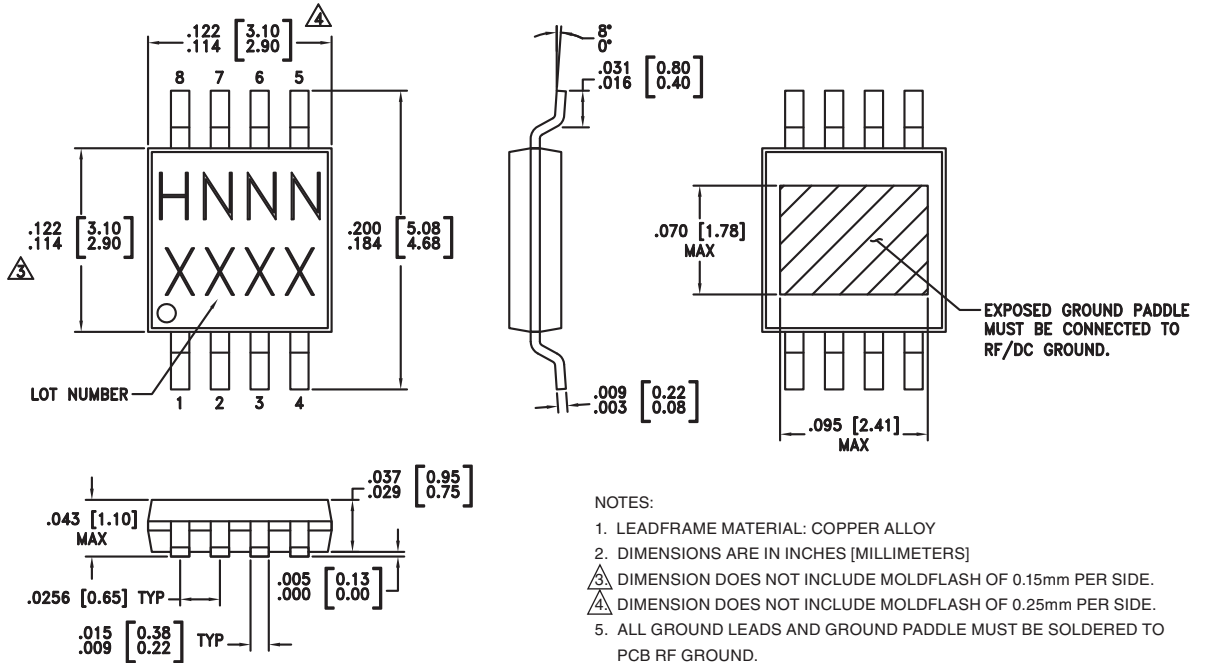 .122 [3.10]
.114 [2.90]
4
8 7 6 5
HNNN
XXXX
.122 [3.10]
.114 [2.90]
3
.200 [5.08]
.184 [4.68]
LOT NUMBER
1 2 3 4
8°
0°
.031 [0.80]
.016 [0.40]
.009 [0.22]
.003 [0.08]
.070 [1.78]
MAX
EXPOSED GROUND PADDLE
MUST BE CONNECTED TO
RF/DC GROUND.
.095 [2.41]
MAX
.037 [0.95]
.029 [0.75]
.043 [1.10]
MAX
.005 [0.13]
.000 [0.00]
.0256 [0.65] TYP
.015 [0.38]
.009 [0.22]
TYP
NOTES:
1. LEADFRAME MATERIAL: COPPER ALLOY
2. DIMENSIONS ARE IN INCHES [MILLIMETERS]
3. DIMENSION DOES NOT INCLUDE MOLDFLASH OF 0.15mm PER SIDE.
4. DIMENSION DOES NOT INCLUDE MOLDFLASH OF 0.25mm PER SIDE.
5. ALL GROUND LEADS AND GROUND PADDLE MUST BE SOLDERED TO
PCB RF GROUND.